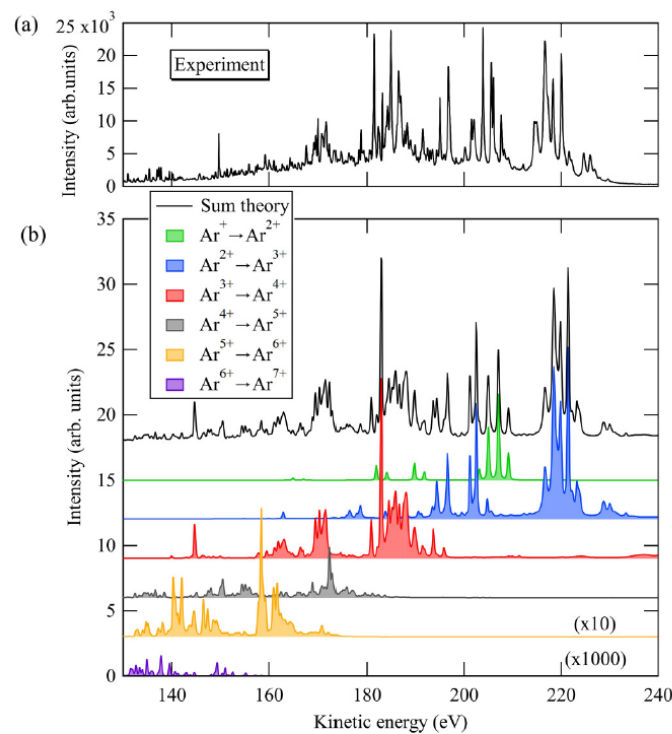 (a)
25 x10³
20
15
10
5
0
Intensity (arb.units)
Experiment
(b)
Sum theory
Ar⁺→Ar²⁺
Ar²⁺→Ar³⁺
Ar³⁺→Ar⁴⁺
Ar⁴⁺→Ar⁵⁺
Ar⁵⁺→Ar⁶⁺
Ar⁶⁺→Ar⁷⁺
35
30
25
20
15
10
5
0
Intensity (arb. units)
(x10)
(x1000)
140 160 180 200 220 240
Kinetic energy (eV)